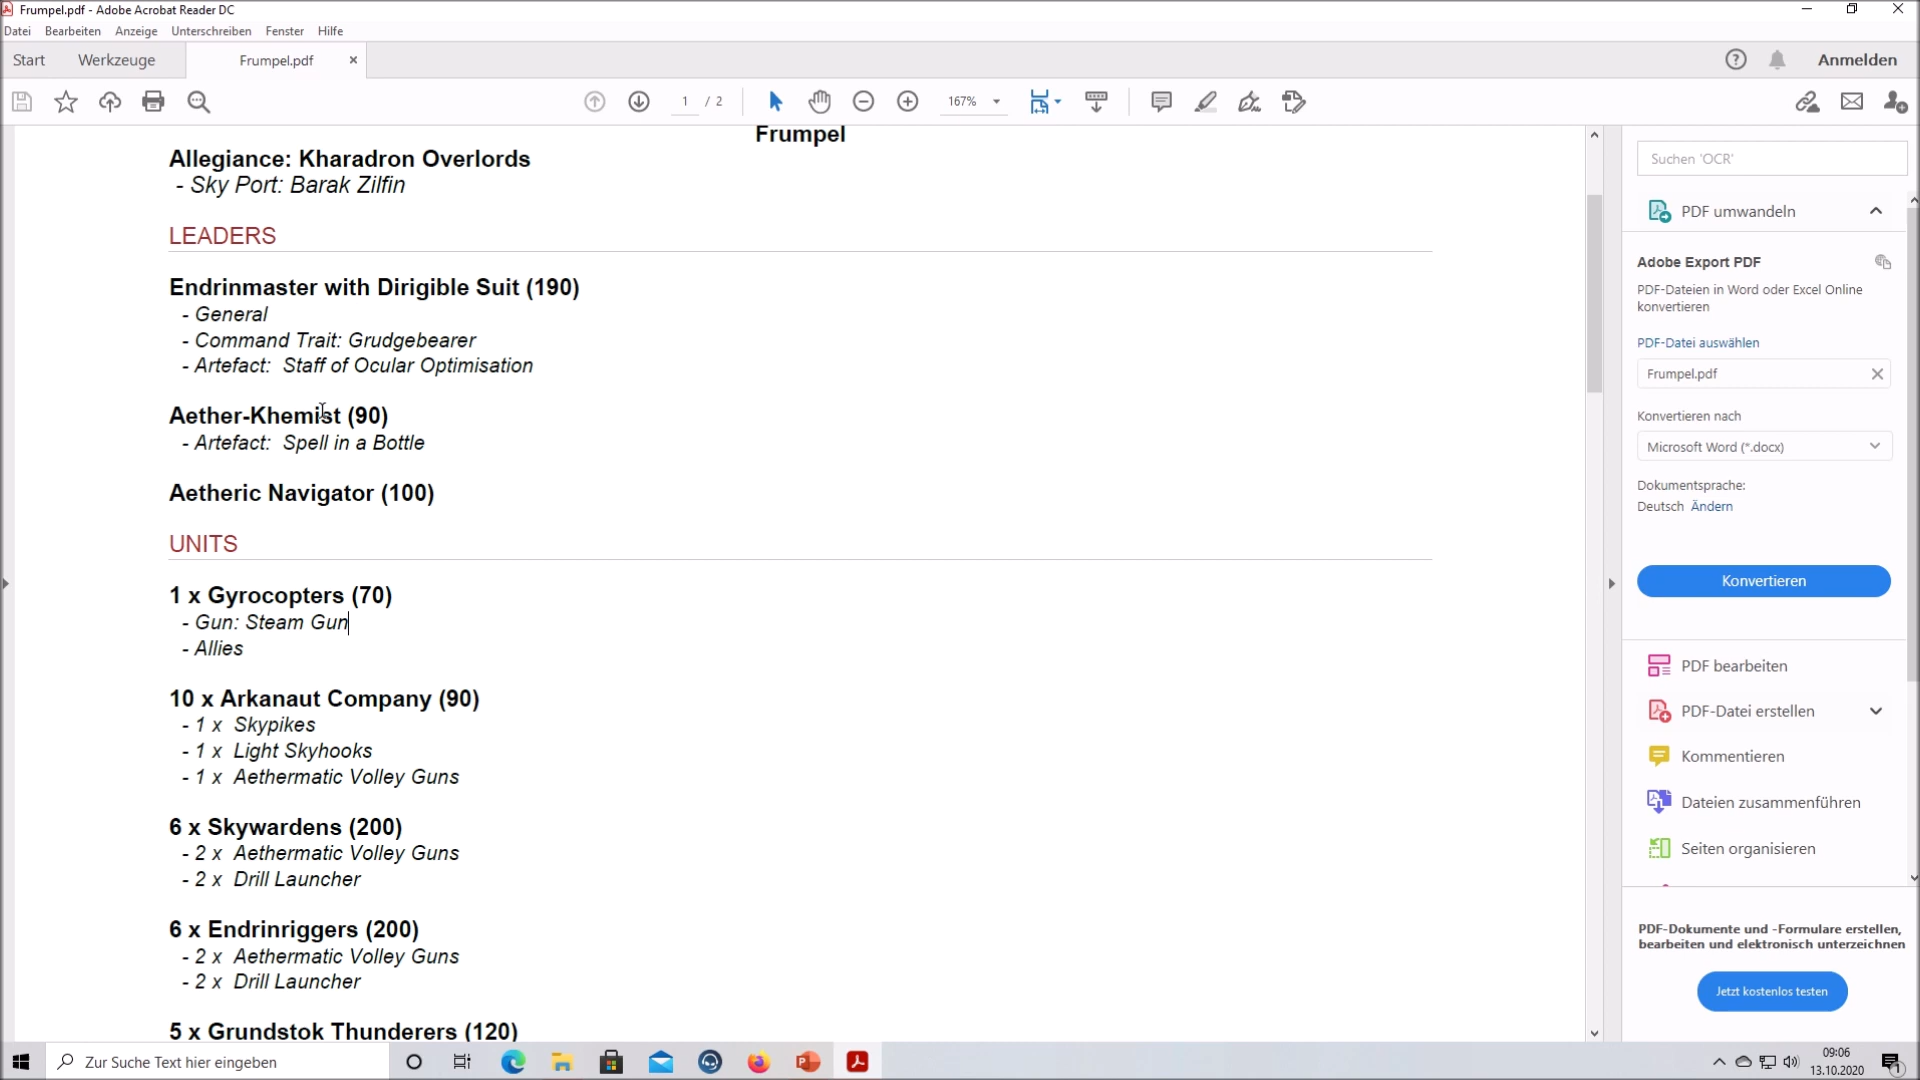 Frumpel.pdf - Adobe Acrobat Reader DC
Datei Bearbeiten Anzeige Unterschreiben Fenster Hilfe
Start Werkzeuge Frumpel.pdf Anmelden
1 / 2 167%
Frumpel
Allegiance: Kharadron Overlords
- Sky Port: Barak Zilfin
LEADERS
Endrinmaster with Dirigible Suit (190)
- General
- Command Trait: Grudgebearer
- Artefact: Staff of Ocular Optimisation
Aether-Khemist (90)
- Artefact: Spell in a Bottle
Aetheric Navigator (100)
UNITS
1 x Gyrocopters (70)
- Gun: Steam Gun
- Allies
10 x Arkanaut Company (90)
- 1 x Skypikes
- 1 x Light Skyhooks
- 1 x Aethermatic Volley Guns
6 x Skywardens (200)
- 2 x Aethermatic Volley Guns
- 2 x Drill Launcher
6 x Endrinriggers (200)
- 2 x Aethermatic Volley Guns
- 2 x Drill Launcher
5 x Grundstok Thunderers (120)
Suchen 'OCR'
PDF umwandeln
Adobe Export PDF
PDF-Dateien in Word oder Excel Online
konvertieren
PDF-Datei auswählen
Frumpel.pdf
Konvertieren nach
Microsoft Word (*.docx)
Dokumentsprache:
Deutsch Ändern
Konvertieren
PDF bearbeiten
PDF-Datei erstellen
Kommentieren
Dateien zusammenführen
Seiten organisieren
PDF-Dokumente und -Formulare erstellen,
bearbeiten und elektronisch unterzeichnen
Jetzt kostenlos testen
Zur Suche Text hier eingeben
09:06
13.10.2020
1